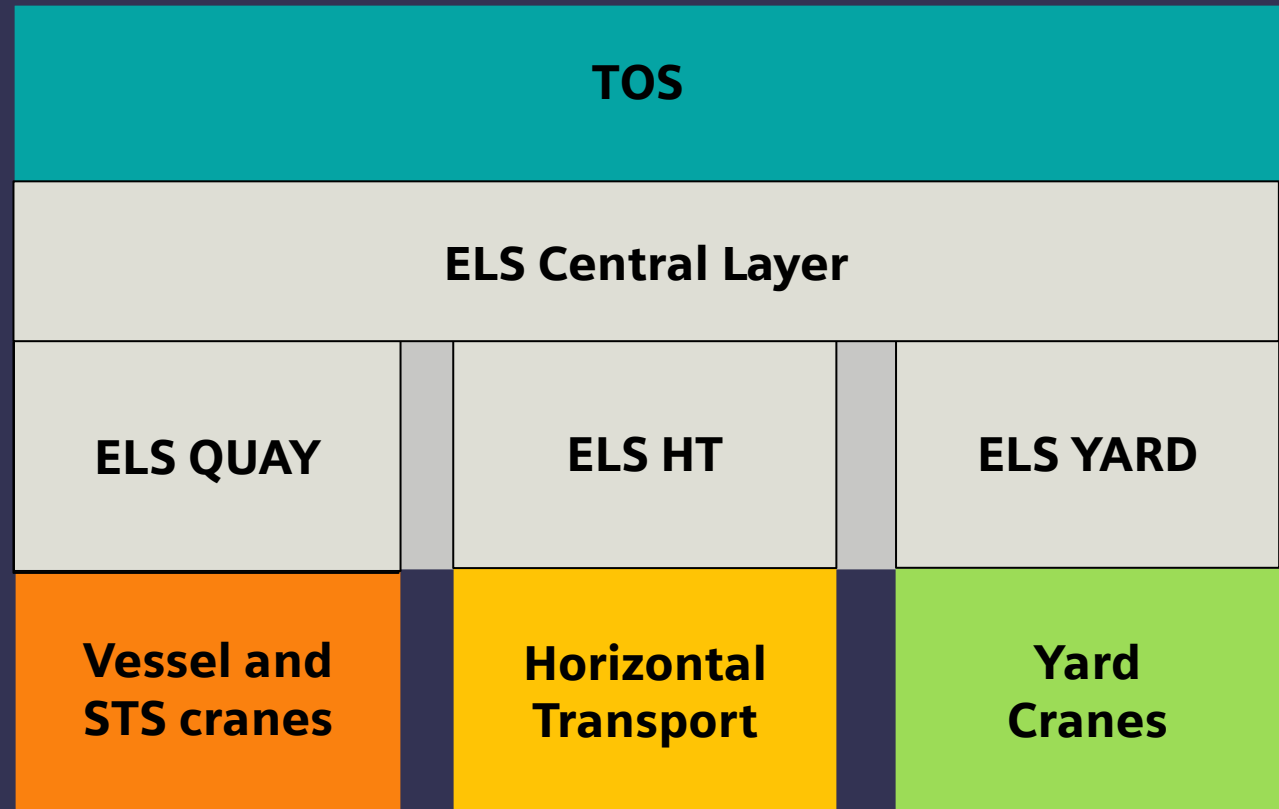 TOS
ELS Central Layer
ELS QUAY
ELS HT
ELS YARD
Vessel and
STS cranes
Horizontal
Transport
Yard
Cranes